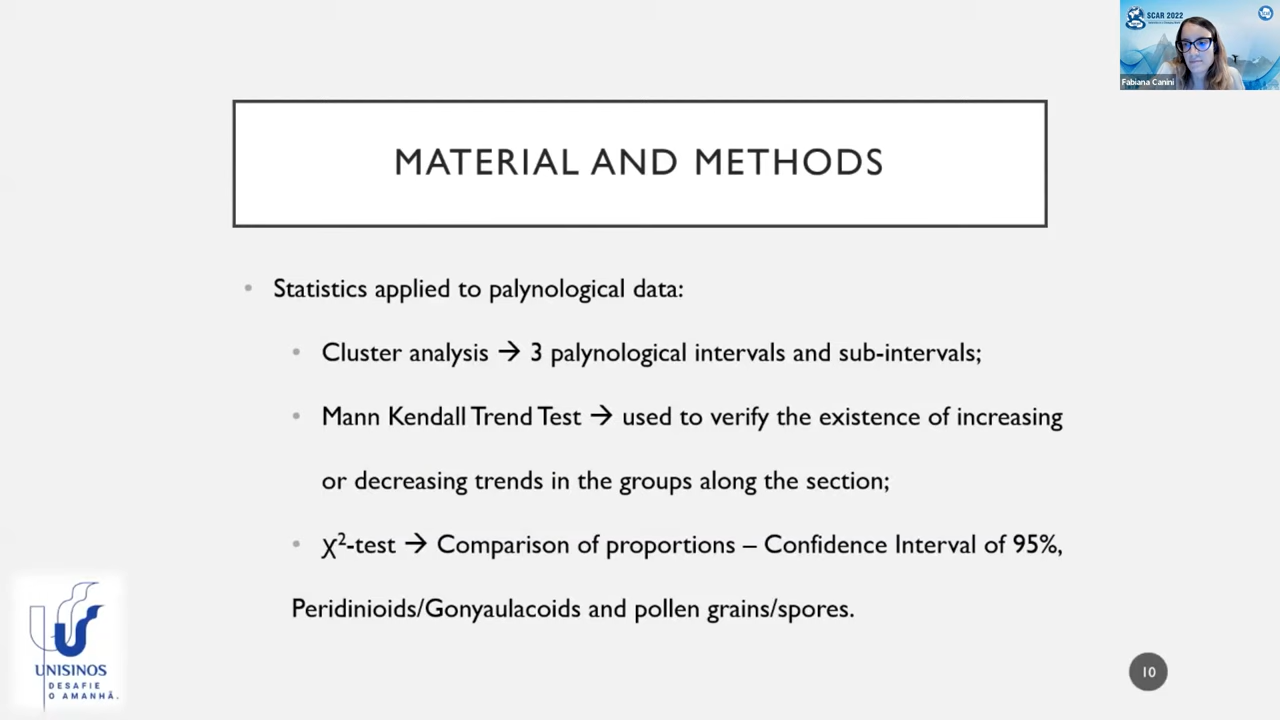 SCAR 2022
Fabiana Canini
MATERIAL AND METHODS
• Statistics applied to palynological data:
• Cluster analysis → 3 palynological intervals and sub-intervals;
• Mann Kendall Trend Test → used to verify the existence of increasing
or decreasing trends in the groups along the section;
• χ²-test → Comparison of proportions – Confidence Interval of 95%,
Peridinioids/Gonyaulacoids and pollen grains/spores.
UNISINOS
DESAFIE
O AMANHÃ.
10